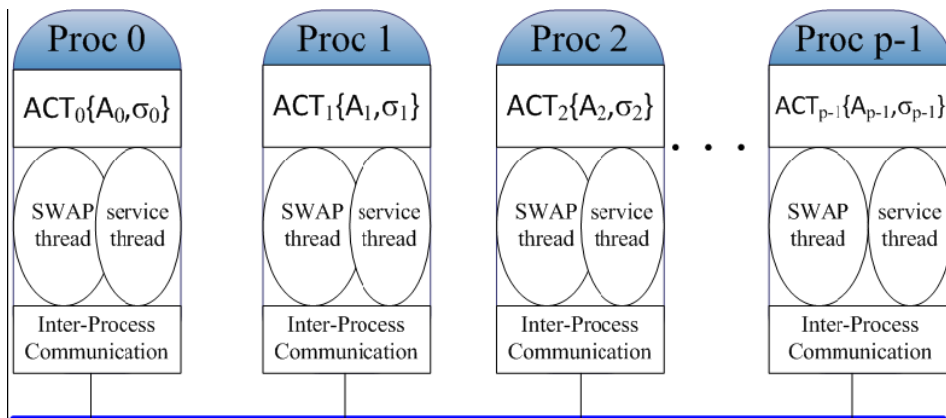 Proc 0
Proc 1
Proc 2
Proc p-1
ACT₀{A₀,σ₀}
ACT₁{A₁,σ₁}
ACT₂{A₂,σ₂}
ACTₚ₋₁{Aₚ₋₁,σₚ₋₁}
. . .
SWAP
thread
service
thread
SWAP
thread
service
thread
SWAP
thread
service
thread
SWAP
thread
service
thread
Inter-Process
Communication
Inter-Process
Communication
Inter-Process
Communication
Inter-Process
Communication